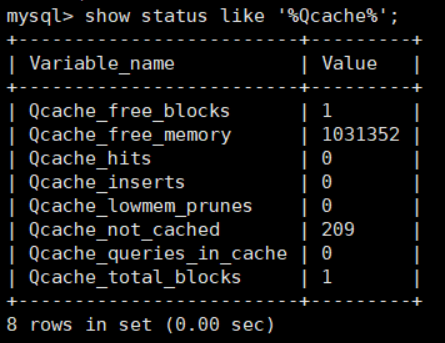 mysql> show status like '%Qcache%';
+-------------------------+---------+
| Variable_name           | Value   |
+-------------------------+---------+
| Qcache_free_blocks      | 1       |
| Qcache_free_memory      | 1031352 |
| Qcache_hits             | 0       |
| Qcache_inserts          | 0       |
| Qcache_lowmem_prunes    | 0       |
| Qcache_not_cached       | 209     |
| Qcache_queries_in_cache | 0       |
| Qcache_total_blocks     | 1       |
+-------------------------+---------+
8 rows in set (0.00 sec)